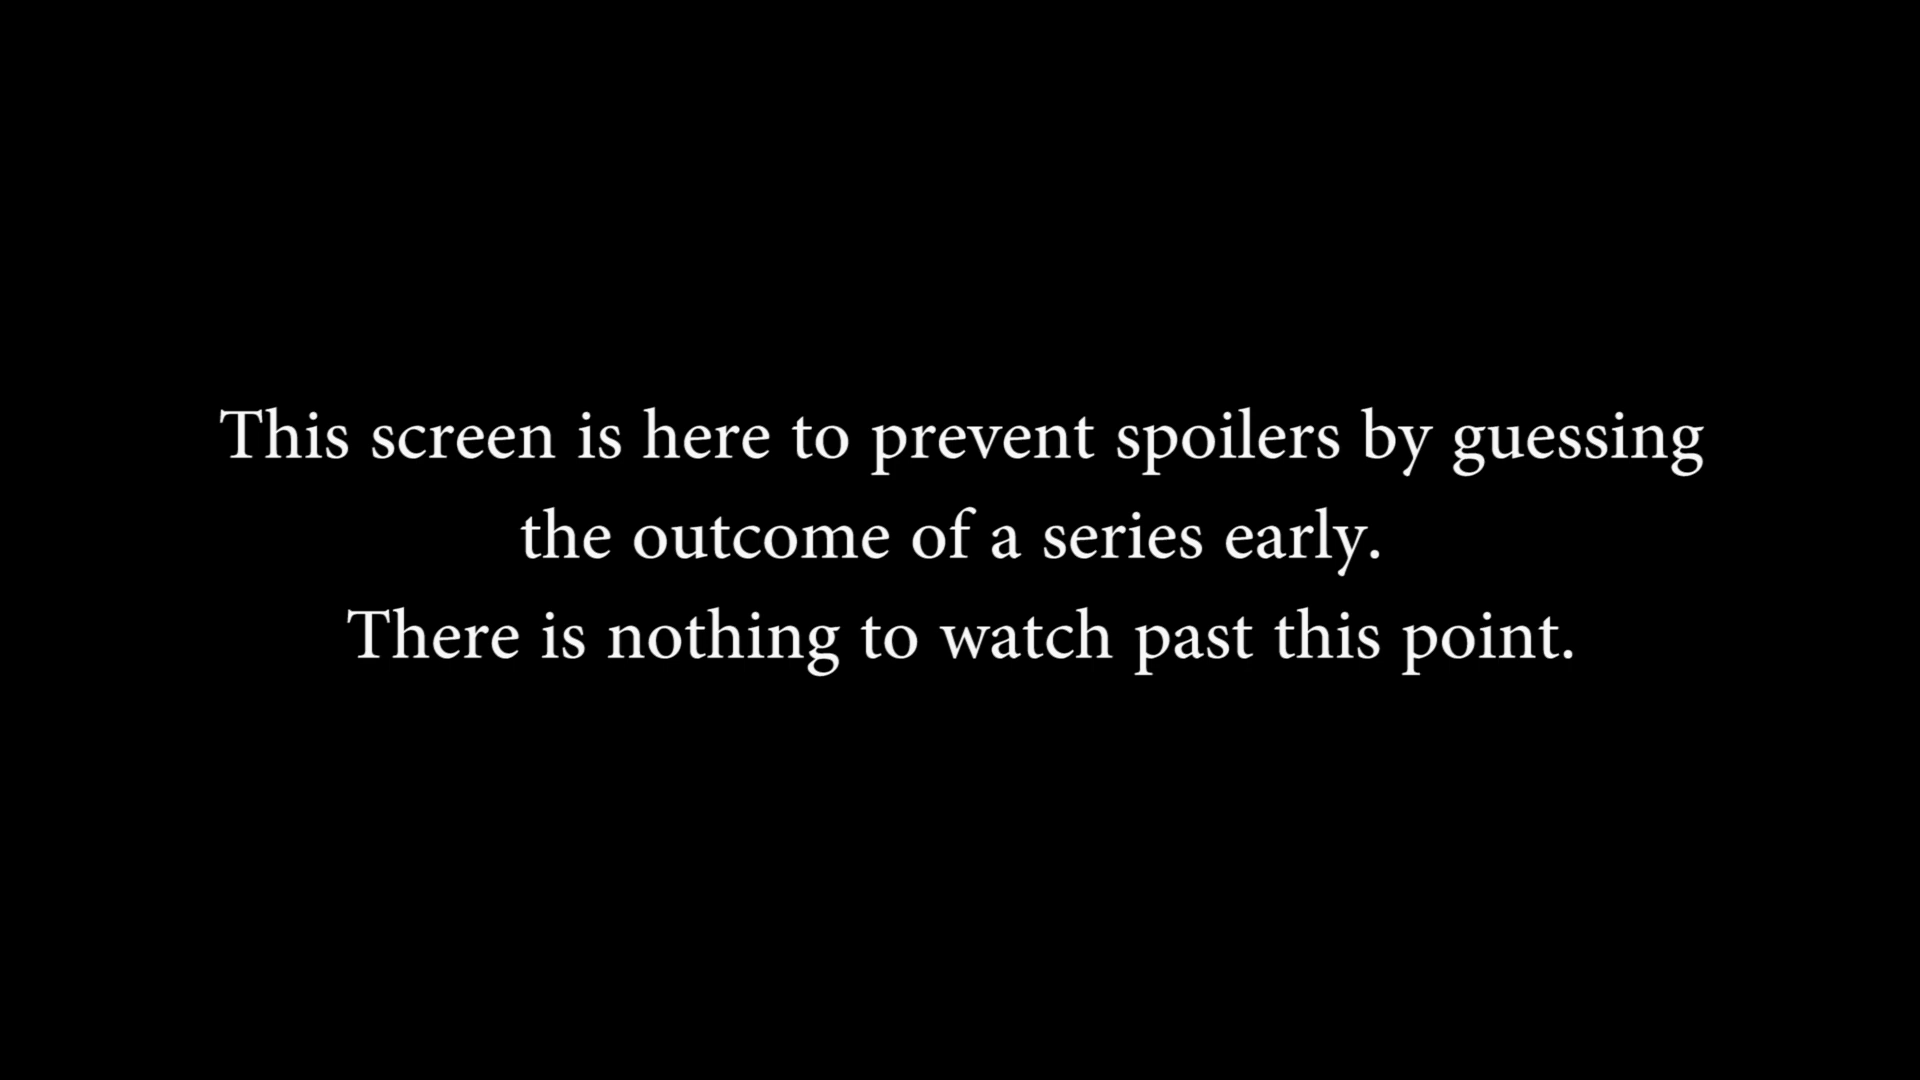 This screen is here to prevent spoilers by guessing
the outcome of a series early.
There is nothing to watch past this point.